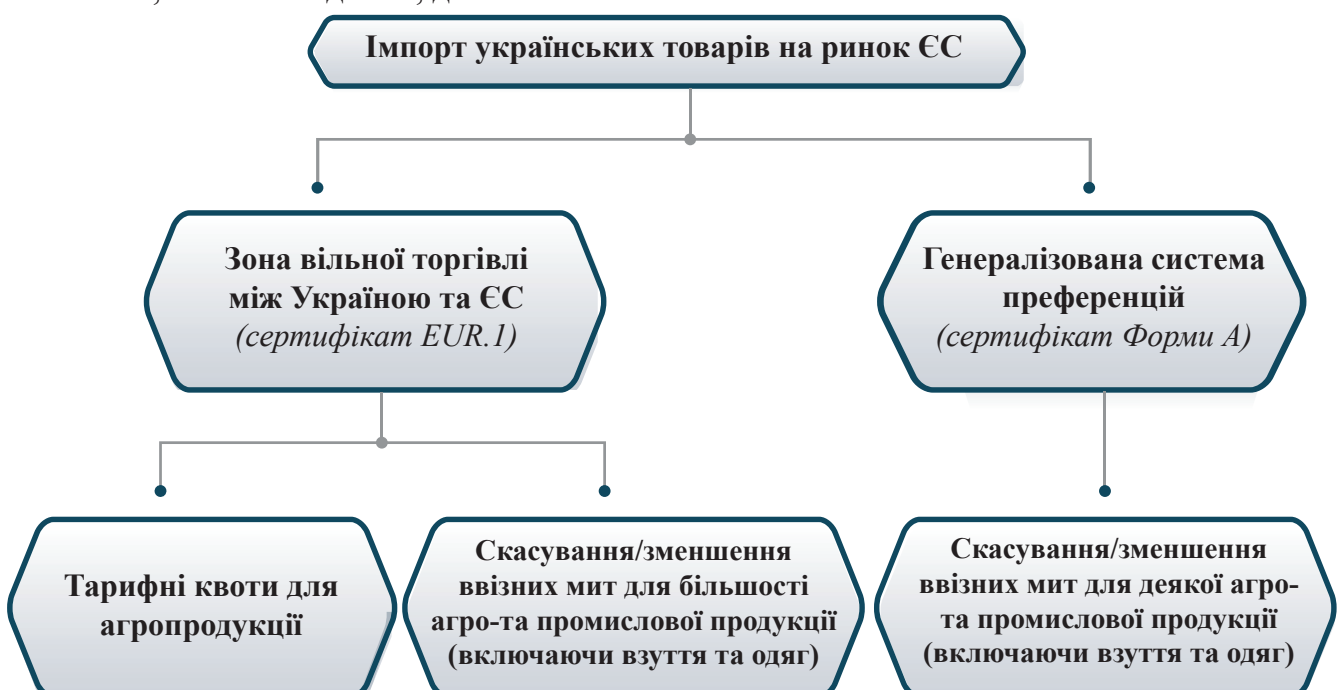 Імпорт українських товарів на ринок ЄС
Зона вільної торгівлі
між Україною та ЄС
(сертифікат EUR.1)
Генералізована система
преференцій
(сертифікат Форми А)
Тарифні квоти для
агропродукції
Скасування/зменшення
ввізних мит для більшості
агро-та промислової продукції
(включаючи взуття та одяг)
Скасування/зменшення
ввізних мит для деякої агро-
та промислової продукції
(включаючи взуття та одяг)